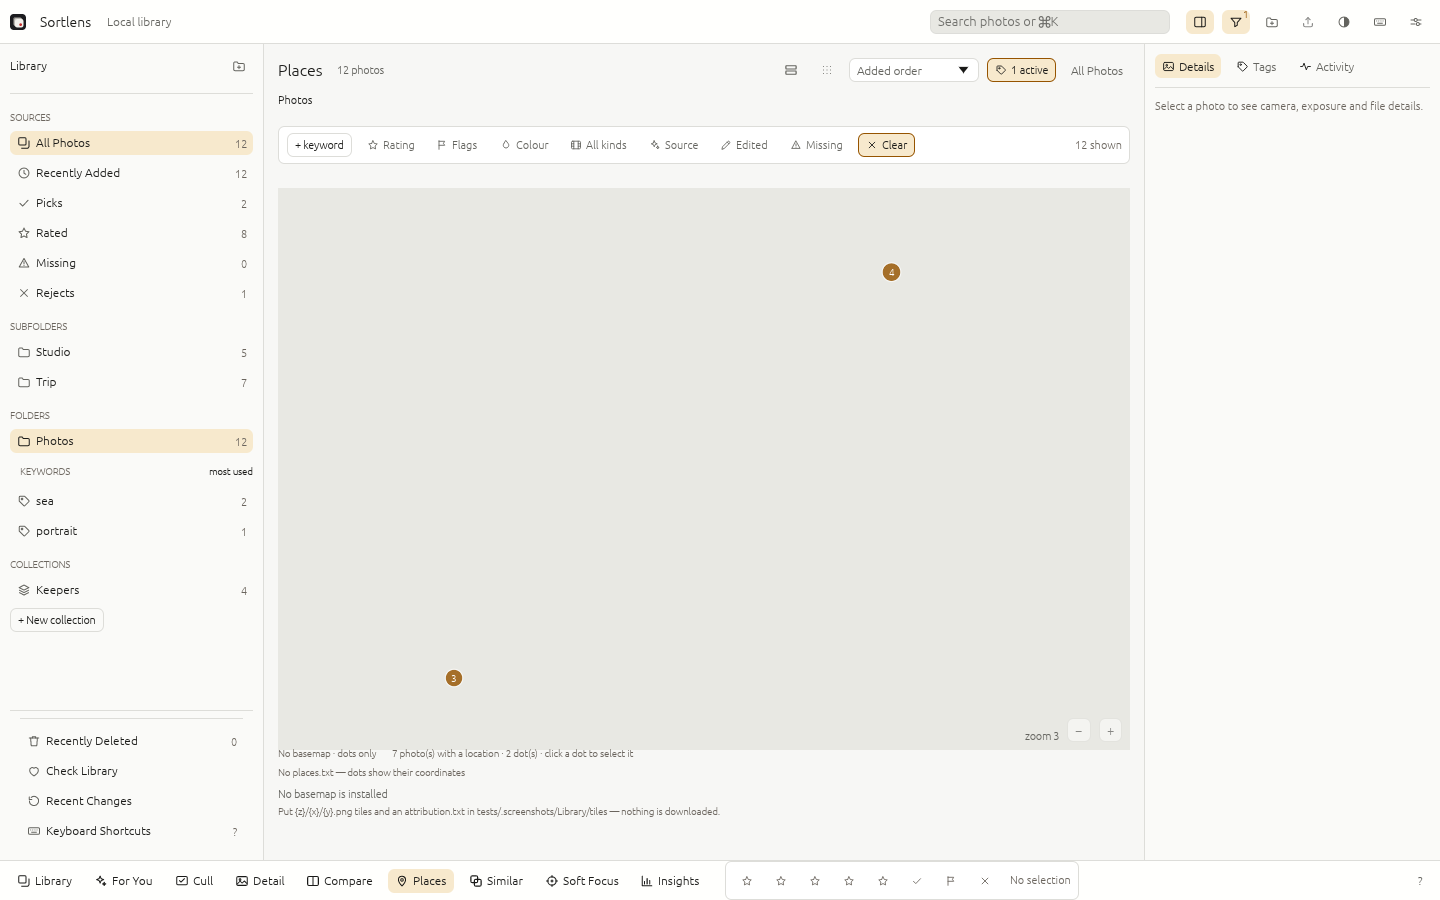 Sortlens Local library
Search photos or ⌘K
1
Library
SOURCES
All Photos 12
Recently Added 12
Picks 2
Rated 8
Missing 0
Rejects 1
SUBFOLDERS
Studio 5
Trip 7
FOLDERS
Photos 12
KEYWORDS most used
sea 2
portrait 1
COLLECTIONS
Keepers 4
+ New collection
Recently Deleted 0
Check Library
Recent Changes
Keyboard Shortcuts ?
Places 12 photos
Added order
1 active
All Photos
Photos
+ keyword Rating Flags Colour All kinds Source Edited Missing Clear 12 shown
4
3
zoom 3 − +
No basemap · dots only 7 photo(s) with a location · 2 dot(s) · click a dot to select it
No places.txt — dots show their coordinates
No basemap is installed
Put {z}/{x}/{y}.png tiles and an attribution.txt in tests/.screenshots/Library/tiles — nothing is downloaded.
Details Tags Activity
Select a photo to see camera, exposure and file details.
Library For You Cull Detail Compare Places Similar Soft Focus Insights No selection ?